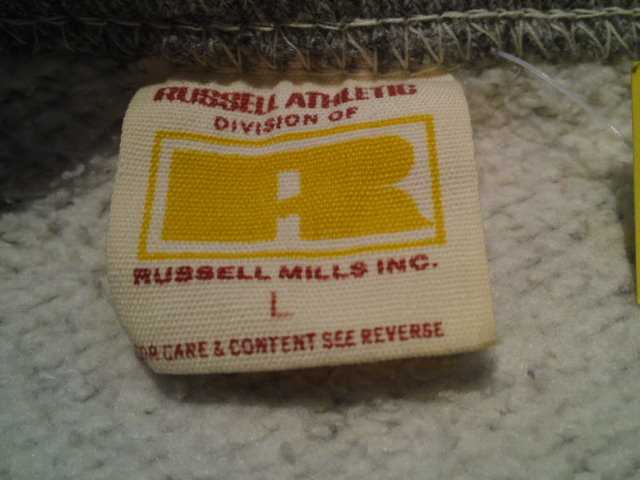 RUSSELL ATHLETIC
DIVISION OF
R
RUSSELL MILLS INC.
L
FOR CARE & CONTENT SEE REVERSE